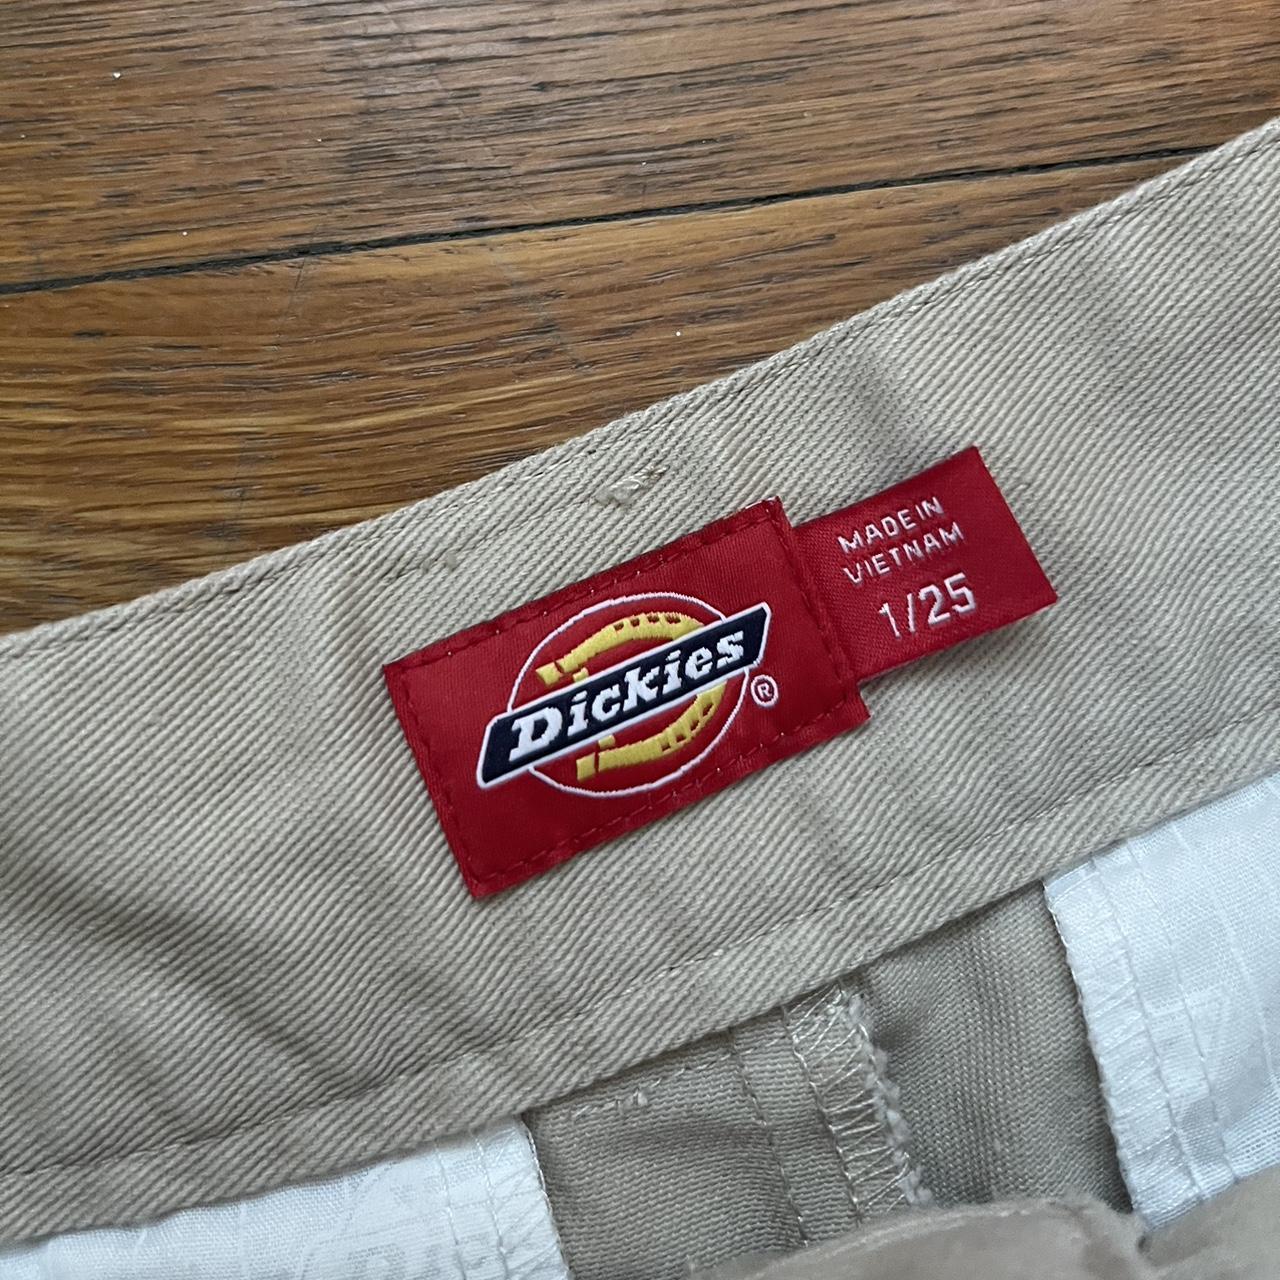 Dickies
®
MADE IN
VIETNAM
1/25